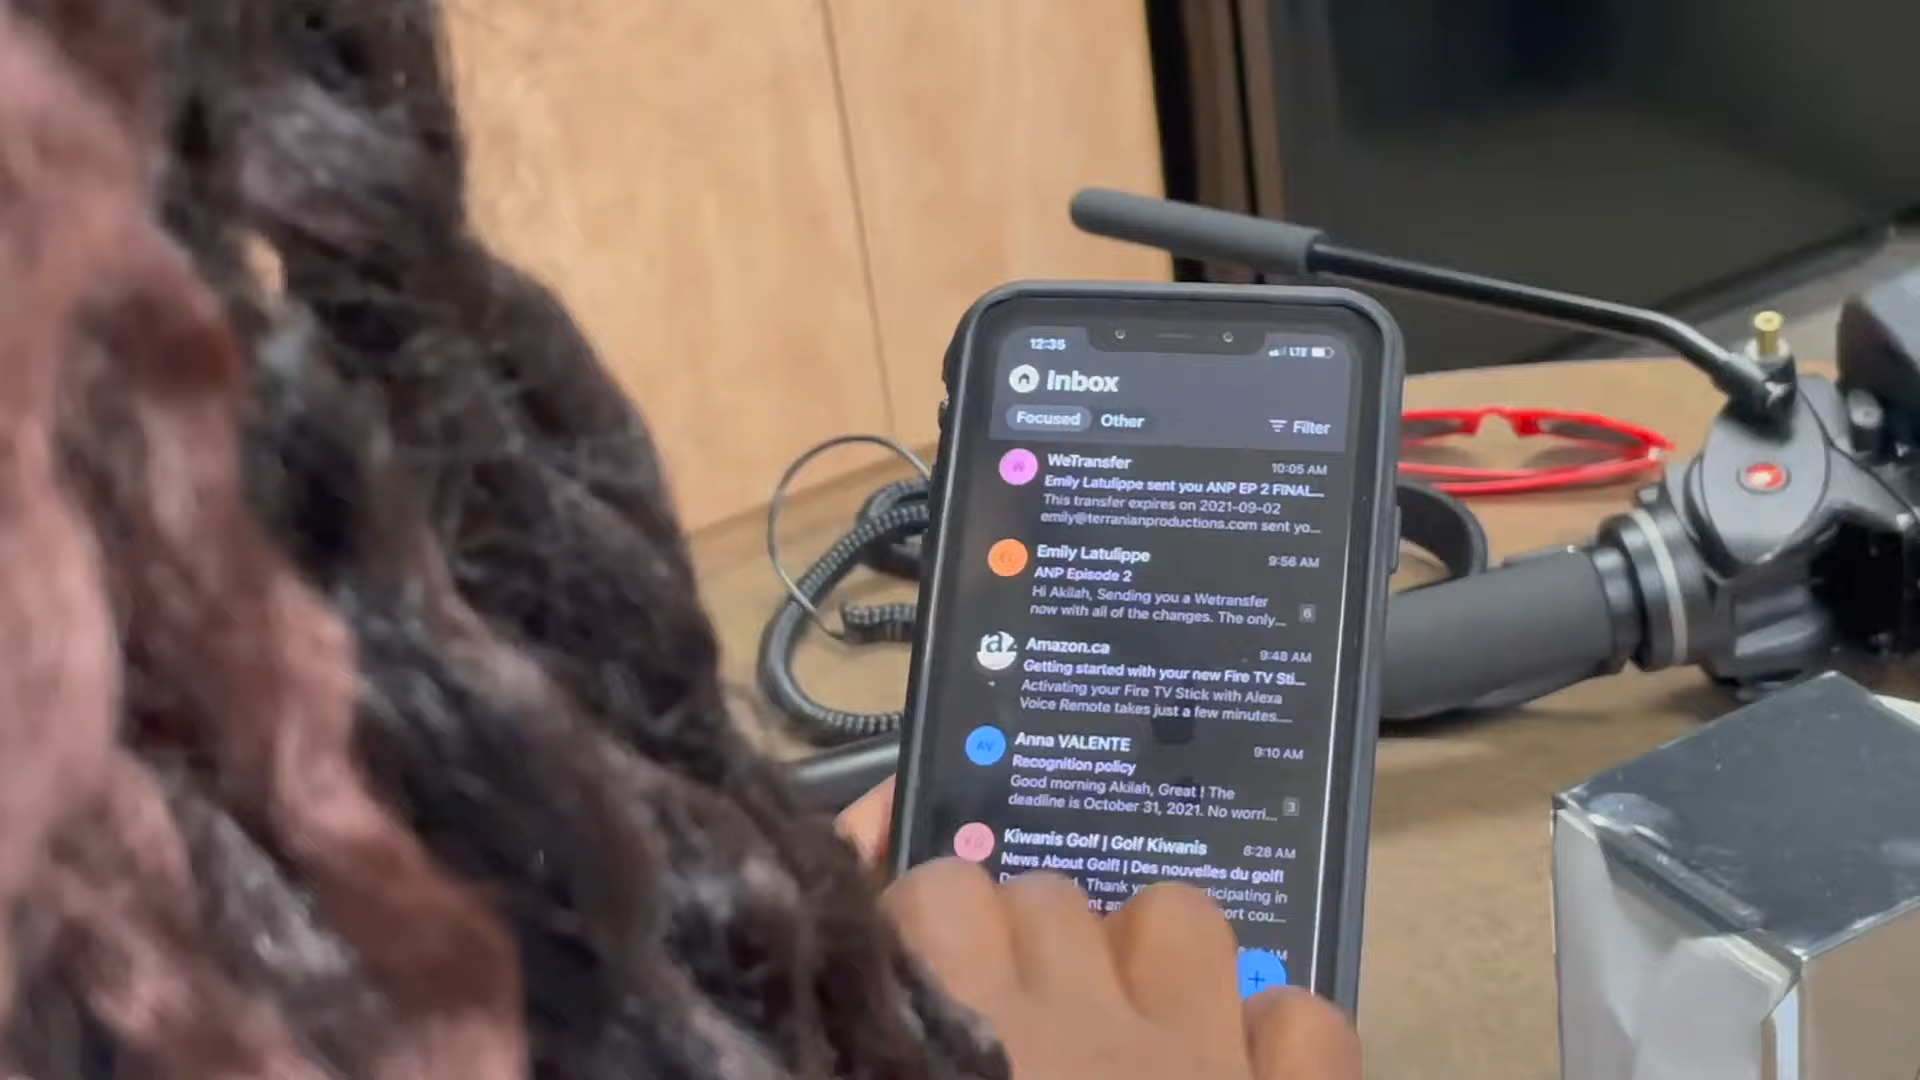 12:35
LTE
Inbox
Focused Other
Filter
W
WeTransfer
10:05 AM
Emily Latulippe sent you ANP EP 2 FINAL...
This transfer expires on 2021-09-02
emily@terranianproductions.com sent yo...
Emily Latulippe
9:56 AM
ANP Episode 2
Hi Akilah, Sending you a Wetransfer
now with all of the changes. The only...
6
Amazon.ca
9:48 AM
Getting started with your new Fire TV Sti...
Activating your Fire TV Stick with Alexa
Voice Remote takes just a few minutes....
AV
Anna VALENTE
9:10 AM
Recognition policy
Good morning Akilah, Great ! The
deadline is October 31, 2021. No worri...
3
Kiwanis Golf | Golf Kiwanis
8:28 AM
News About Golf! | Des nouvelles du golf!
Thank
in
cou...
AM
+